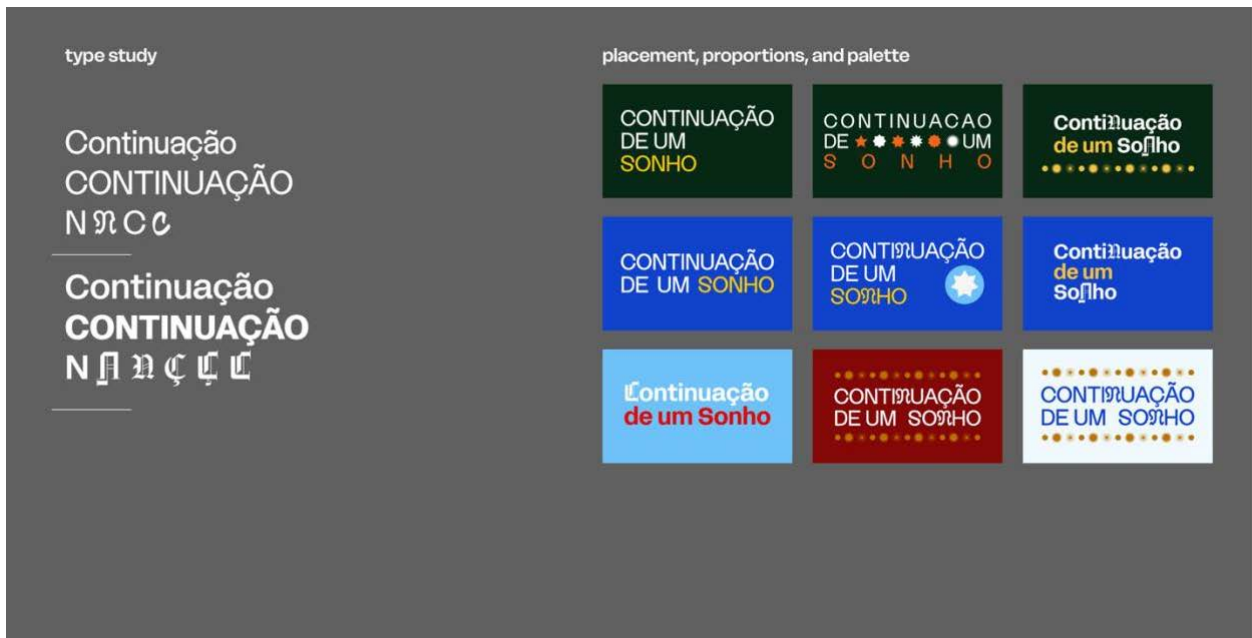 type study
Continuação
CONTINUAÇÃO
N N C C
Continuação
CONTINUAÇÃO
N N N Ç Ç C
placement, proportions, and palette
CONTINUAÇÃO
DE UM
SONHO
CONTINUACAO
DE UM
SONHO
Continuação
de um Sonho
CONTINUAÇÃO
DE UM SONHO
CONTINUAÇÃO
DE UM
SONHO
Continuação
de um
Sonho
Continuação
de um Sonho
CONTINUAÇÃO
DE UM SONHO
CONTINUAÇÃO
DE UM SONHO